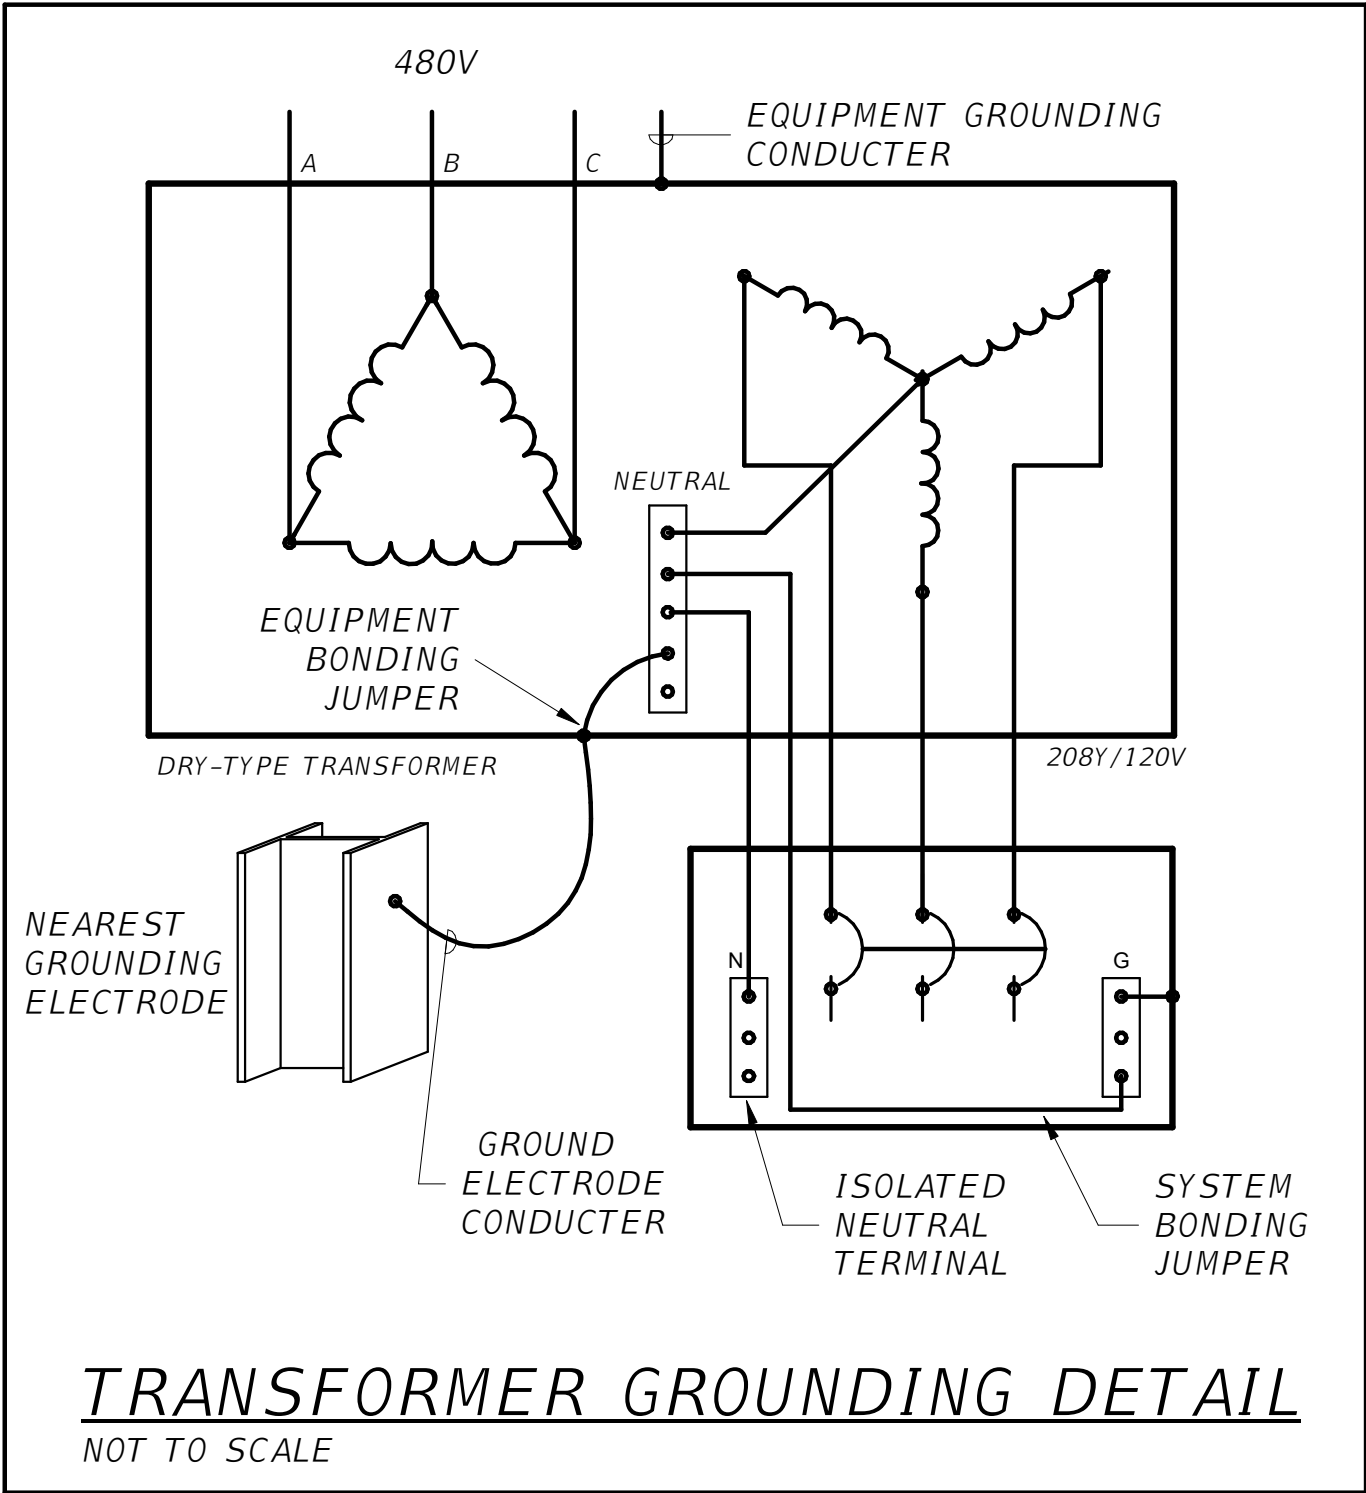 480V
EQUIPMENT GROUNDING
CONDUCTER
A
B
C
NEUTRAL
EQUIPMENT
BONDING
JUMPER
DRY-TYPE TRANSFORMER
208Y/120V
NEAREST
GROUNDING
ELECTRODE
N
G
GROUND
ELECTRODE
CONDUCTER
ISOLATED
NEUTRAL
TERMINAL
SYSTEM
BONDING
JUMPER
TRANSFORMER GROUNDING DETAIL
NOT TO SCALE